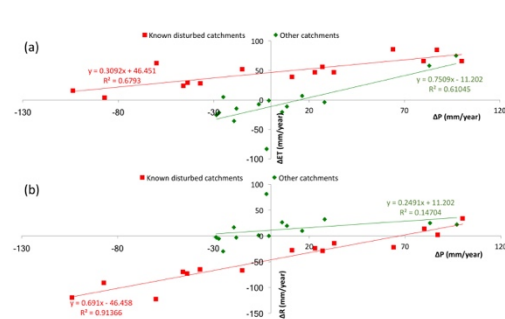 (a)
Known disturbed catchments
Other catchments
100
50
0
-50
-100
y = 0.3092x + 46.451
R² = 0.6793
y = 0.7509x - 11.202
R² = 0.61045
-130
-80
-30
20
70
120
ΔP (mm/year)
ΔET (mm/year)
(b)
Known disturbed catchments
Other catchments
100
50
0
-50
-100
-150
y = 0.2491x + 11.202
R² = 0.14704
-130
-80
-30
20
70
120
ΔP (mm/year)
ΔR (mm/year)
y = 0.691x - 46.458
R² = 0.91366